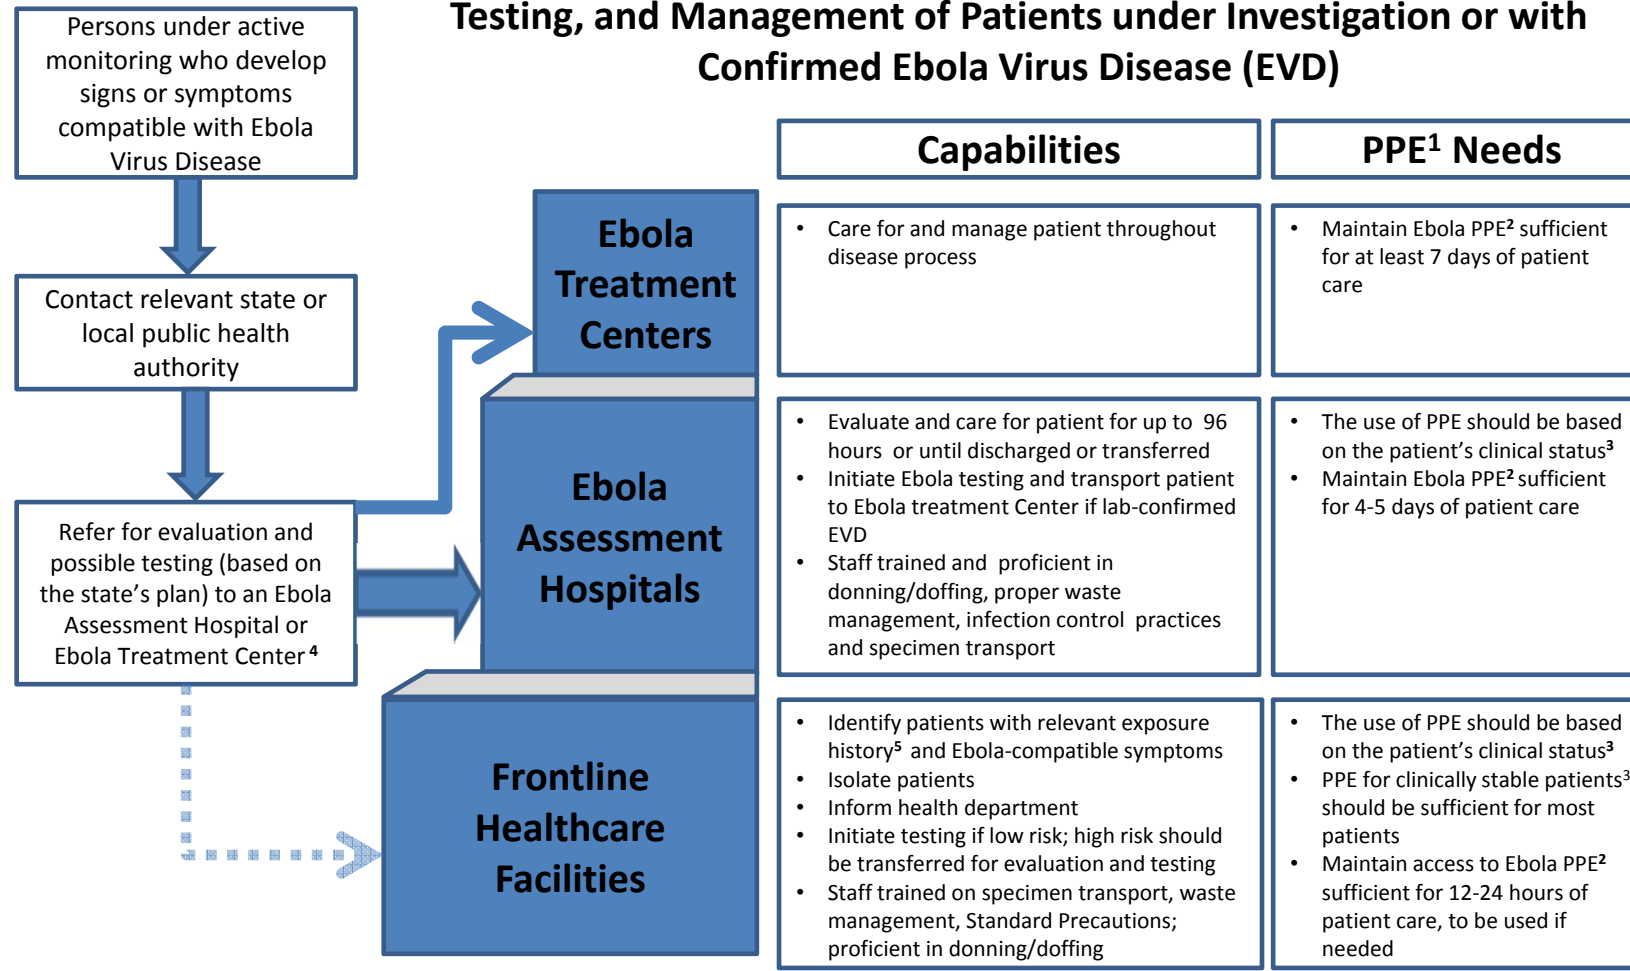 Testing, and Management of Patients under Investigation or with
Confirmed Ebola Virus Disease (EVD)
Persons under active
monitoring who develop
signs or symptoms
compatible with Ebola
Virus Disease
Contact relevant state or
local public health
authority
Refer for evaluation and
possible testing (based on
the state’s plan) to an Ebola
Assessment Hospital or
Ebola Treatment Center ⁴
Capabilities
PPE¹ Needs
Ebola
Treatment
Centers
• Care for and manage patient throughout
disease process
• Maintain Ebola PPE² sufficient
for at least 7 days of patient
care
Ebola
Assessment
Hospitals
• Evaluate and care for patient for up to 96
hours or until discharged or transferred
• Initiate Ebola testing and transport patient
to Ebola treatment Center if lab-confirmed
EVD
• Staff trained and proficient in
donning/doffing, proper waste
management, infection control practices
and specimen transport
• The use of PPE should be based
on the patient’s clinical status³
• Maintain Ebola PPE² sufficient
for 4-5 days of patient care
Frontline
Healthcare
Facilities
• Identify patients with relevant exposure
history⁵ and Ebola-compatible symptoms
• Isolate patients
• Inform health department
• Initiate testing if low risk; high risk should
be transferred for evaluation and testing
• Staff trained on specimen transport, waste
management, Standard Precautions;
proficient in donning/doffing
• The use of PPE should be based
on the patient’s clinical status³
• PPE for clinically stable patients³
should be sufficient for most
patients
• Maintain access to Ebola PPE²
sufficient for 12-24 hours of
patient care, to be used if
needed